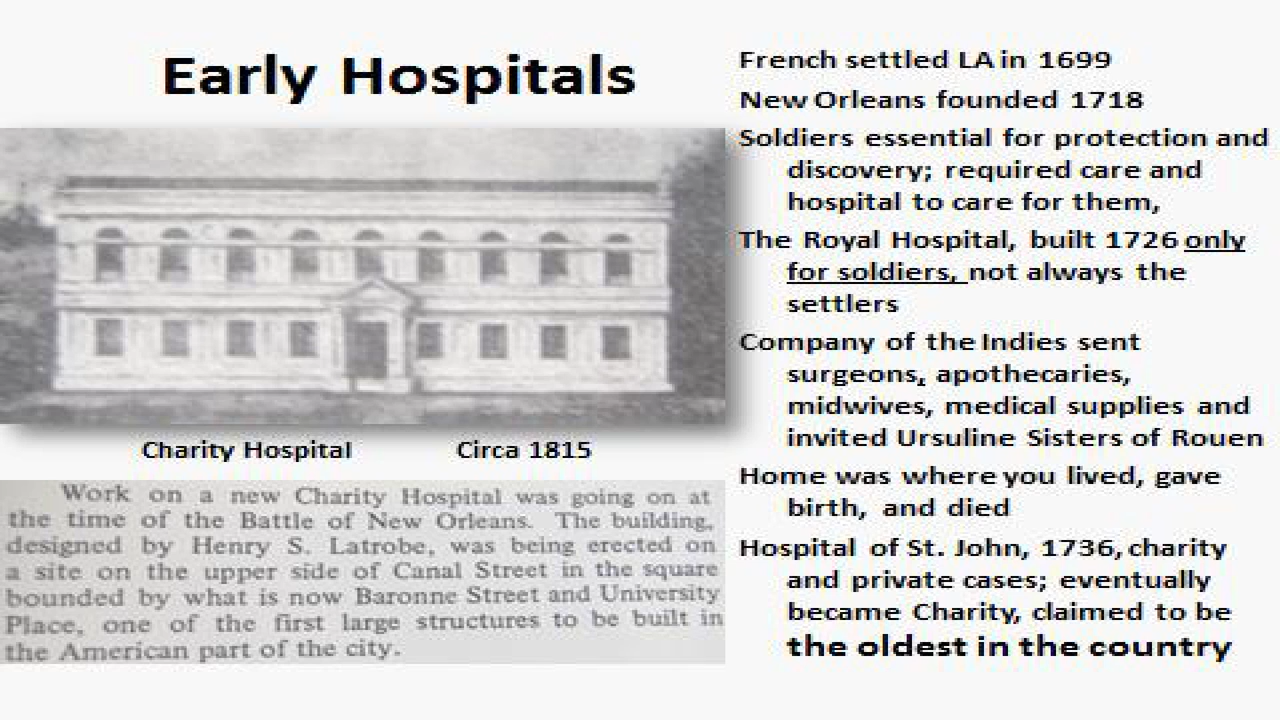 Early Hospitals
Charity Hospital Circa 1815
Work on a new Charity Hospital was going on at
the time of the Battle of New Orleans. The building,
designed by Henry S. Latrobe, was being erected on
a site on the upper side of Canal Street in the square
bounded by what is now Baronne Street and University
Place, one of the first large structures to be built in
the American part of the city.
French settled LA in 1699
New Orleans founded 1718
Soldiers essential for protection and
discovery; required care and
hospital to care for them,
The Royal Hospital, built 1726 only
for soldiers, not always the
settlers
Company of the Indies sent
surgeons, apothecaries,
midwives, medical supplies and
invited Ursuline Sisters of Rouen
Home was where you lived, gave
birth, and died
Hospital of St. John, 1736, charity
and private cases; eventually
became Charity, claimed to be
the oldest in the country